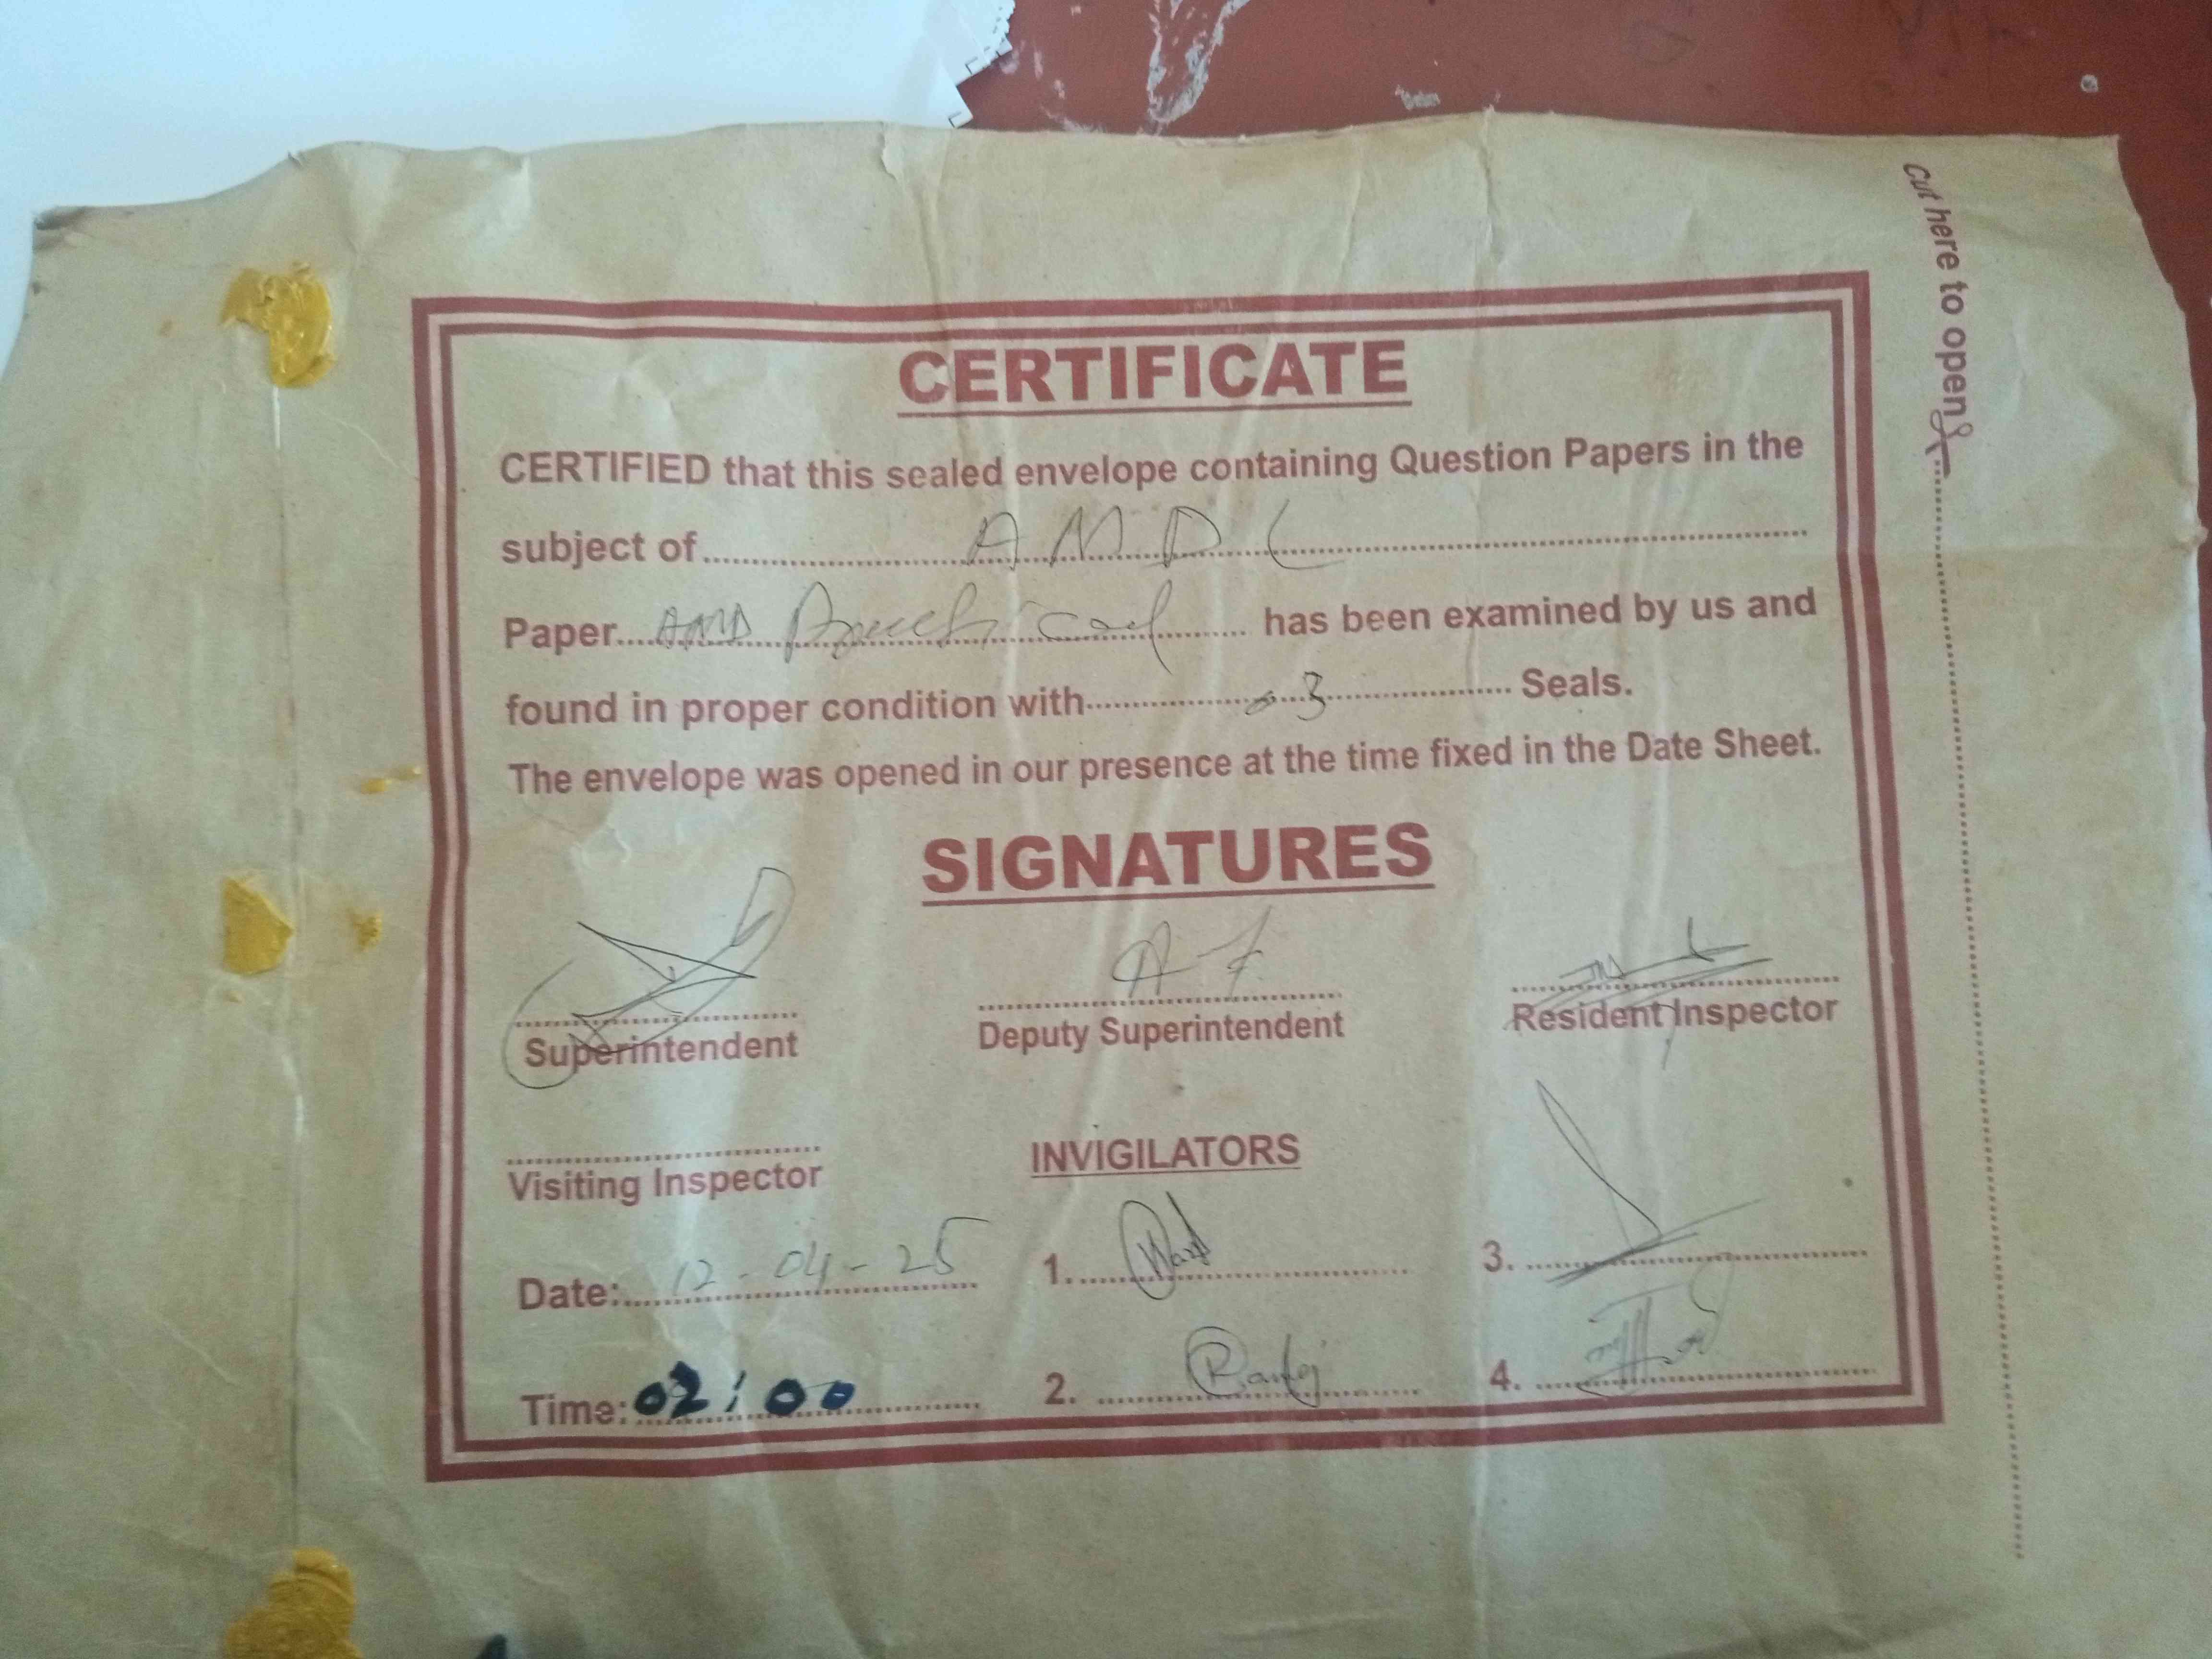 Cut here to open
CERTIFICATE
CERTIFIED that this sealed envelope containing Question Papers in the
subject of A M D L
Paper AMD has been examined by us and
found in proper condition with 03 Seals.
The envelope was opened in our presence at the time fixed in the Date Sheet.
SIGNATURES
Superintendent
Deputy Superintendent
Resident Inspector
Visiting Inspector
INVIGILATORS
Date: 12-04-25
1.
3.
Time: 02:00
2.
4.